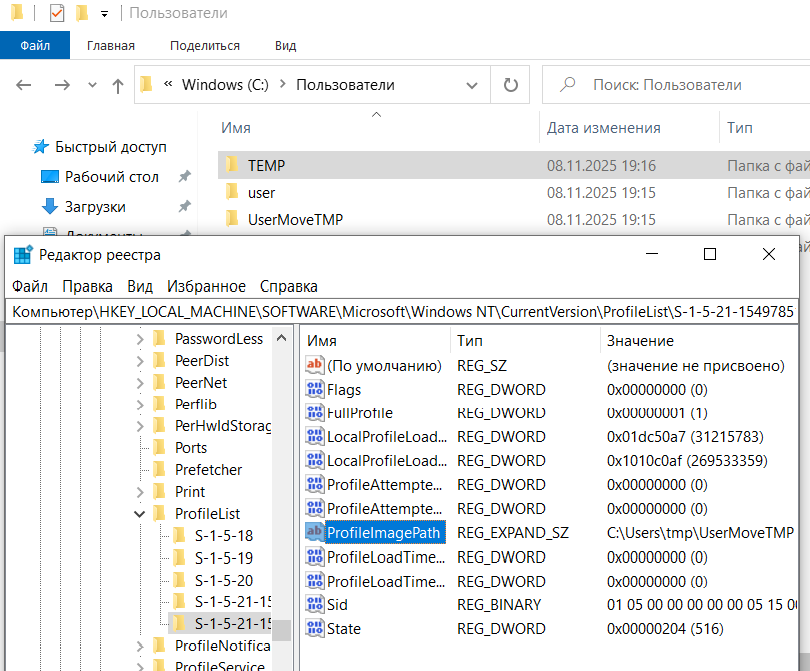 Пользователи
Файл Главная Поделиться Вид
« Windows (C:) > Пользователи Поиск: Пользователи
Имя Дата изменения Тип
Быстрый доступ
TEMP 08.11.2025 19:16 Папка с фай
Рабочий стол
user 08.11.2025 19:15 Папка с фай
Загрузки
UserMoveTMP 08.11.2025 19:15 Папка с фай
Документы
Редактор реестра
Файл Правка Вид Избранное Справка
Компьютер\HKEY_LOCAL_MACHINE\SOFTWARE\Microsoft\Windows NT\CurrentVersion\ProfileList\S-1-5-21-1549785
PasswordLess
PeerDist
PeerNet
Perflib
PerHwIdStorag
Ports
Prefetcher
Print
ProfileList
S-1-5-18
S-1-5-19
S-1-5-20
S-1-5-21-15
S-1-5-21-15
ProfileNotifica
ProfileService
Имя Тип Значение
(По умолчанию) REG_SZ (значение не присвоено)
Flags REG_DWORD 0x00000000 (0)
FullProfile REG_DWORD 0x00000001 (1)
LocalProfileLoad... REG_DWORD 0x01dc50a7 (31215783)
LocalProfileLoad... REG_DWORD 0x1010c0af (269533359)
ProfileAttempte... REG_DWORD 0x00000000 (0)
ProfileAttempte... REG_DWORD 0x00000000 (0)
ProfileImagePath REG_EXPAND_SZ C:\Users\tmp\UserMoveTMP
ProfileLoadTime... REG_DWORD 0x00000000 (0)
ProfileLoadTime... REG_DWORD 0x00000000 (0)
Sid REG_BINARY 01 05 00 00 00 00 00 05 15 00
State REG_DWORD 0x00000204 (516)